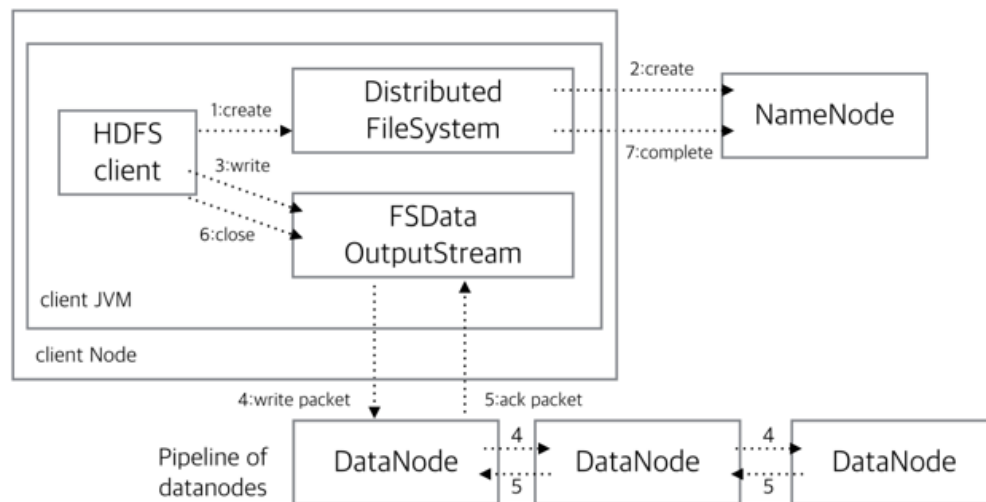 Distributed
FileSystem
2:create
NameNode
7:complete
1:create
HDFS
client
3:write
FSData
OutputStream
6:close
client JVM
client Node
4:write packet
5:ack packet
Pipeline of
datanodes
DataNode
4
5
DataNode
4
5
DataNode